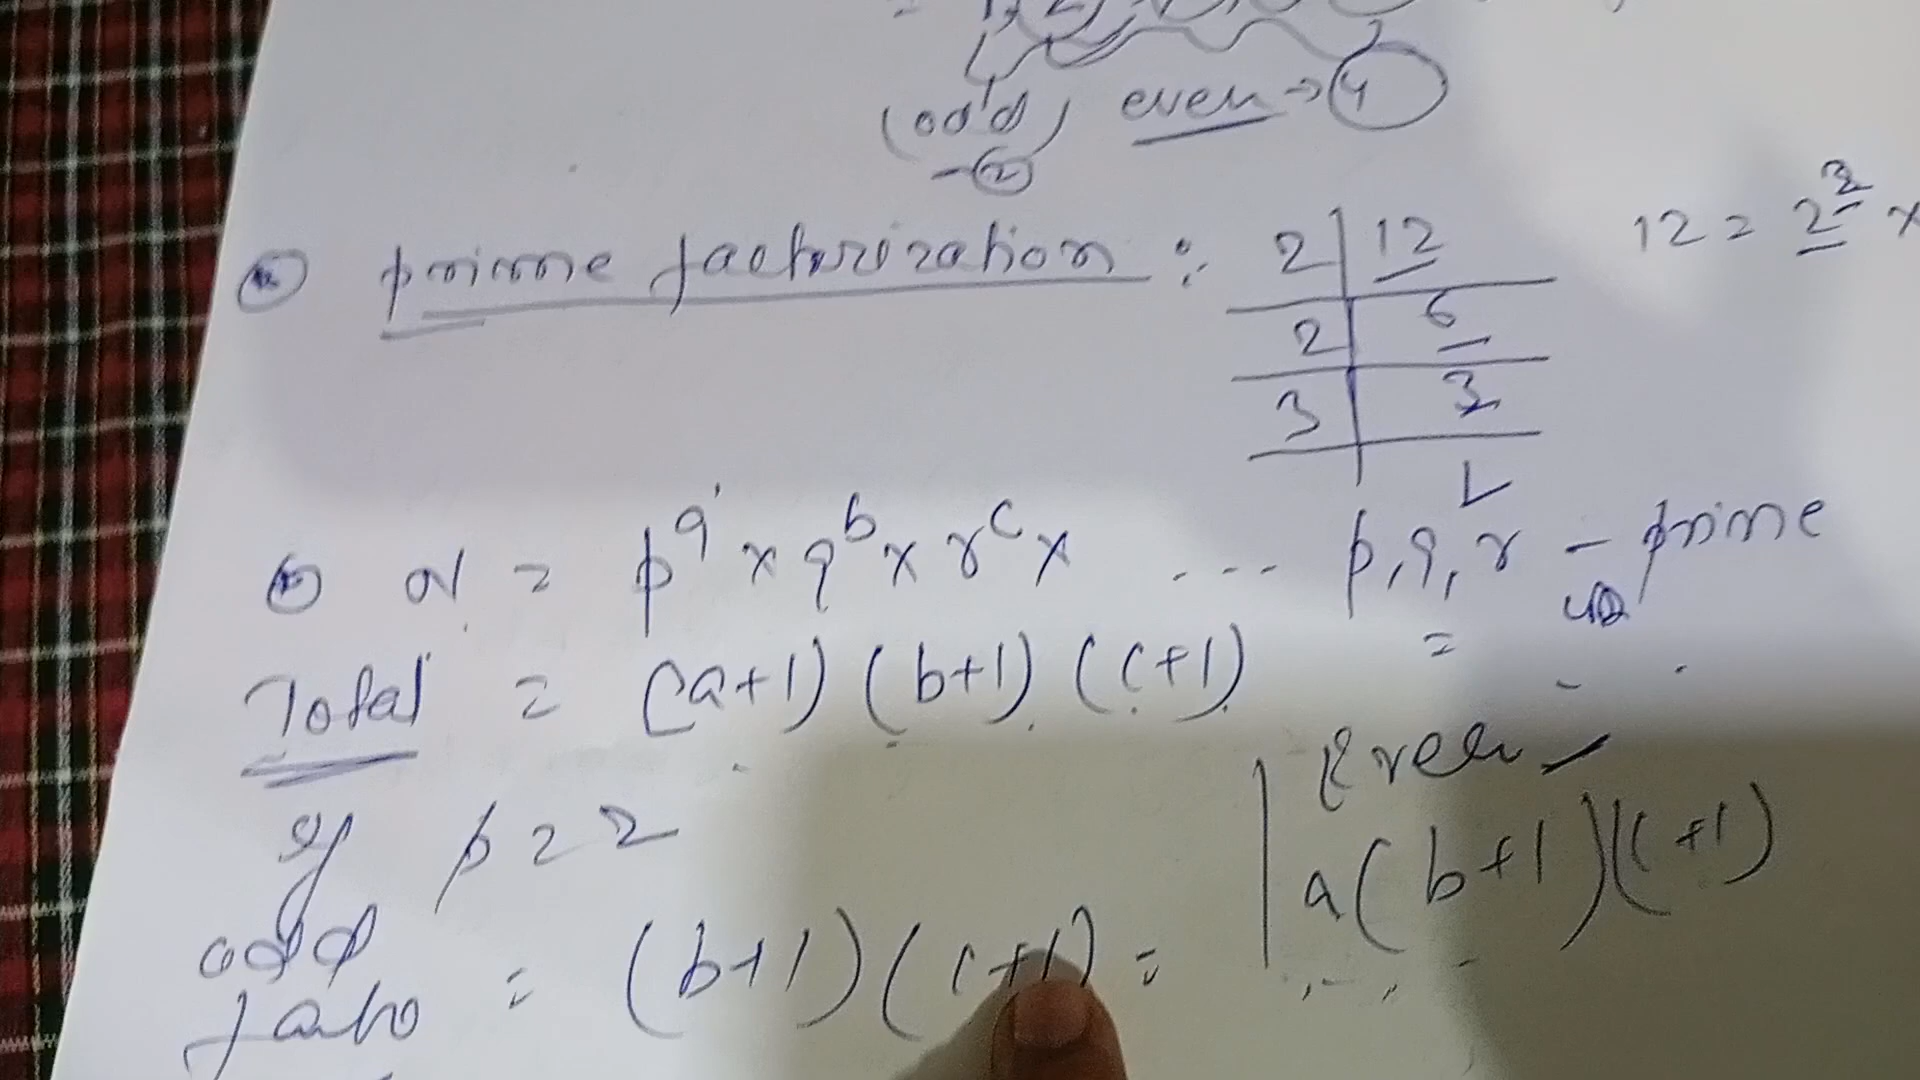 (odd) even → 4
2
prime factorization :
2 | 12
2 | 6
3 | 3
1
12 = 2² ×
N = p^a × q^b × r^c × ---- p, q, r - prime
Total = (a+1) (b+1) (c+1)
If p = 2
Even
a(b+1)(c+1)
odd
= (b+1) (c+1) =